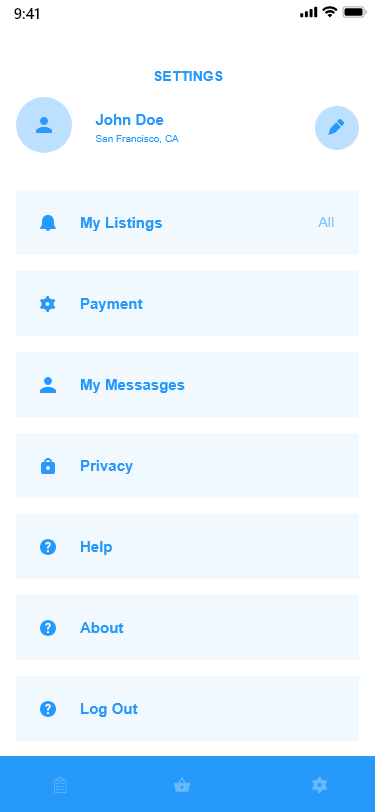 9:41
SETTINGS
John Doe
San Francisco, CA
My Listings All
Payment
My Messasges
Privacy
Help
About
Log Out